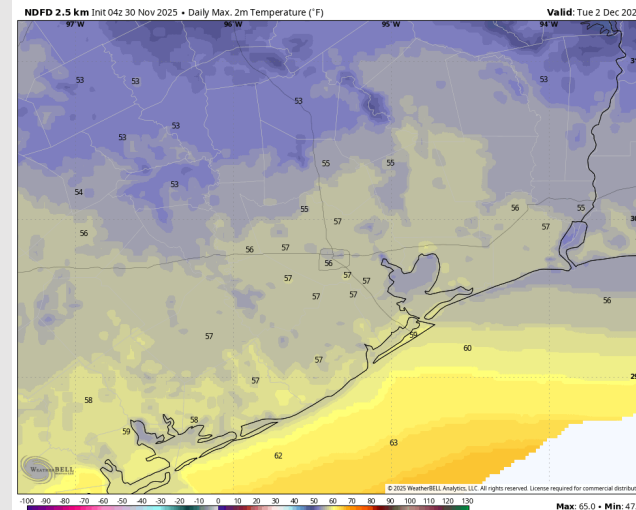 NDFD 2.5 km Init 04z 30 Nov 2025 • Daily Max. 2m Temperature (°F)
Valid: Tue 2 Dec 202
97°W 96°W 95°W 94°W
53 53 53
53
53 53
55 55
54 53
55 56 55
56 57 57
56 57
56
57 57 57
57 57 56
59
57 60
57
57
58
58
59
62 63
WeatherBELL
© 2025 WeatherBELL Analytics, LLC. All rights reserved. License required for commercial distribut
-100 -90 -80 -70 -60 -50 -40 -30 -20 -10 0 10 20 30 40 50 60 70 80 90 100 110 120 130
Max: 65.0 • Min: 47